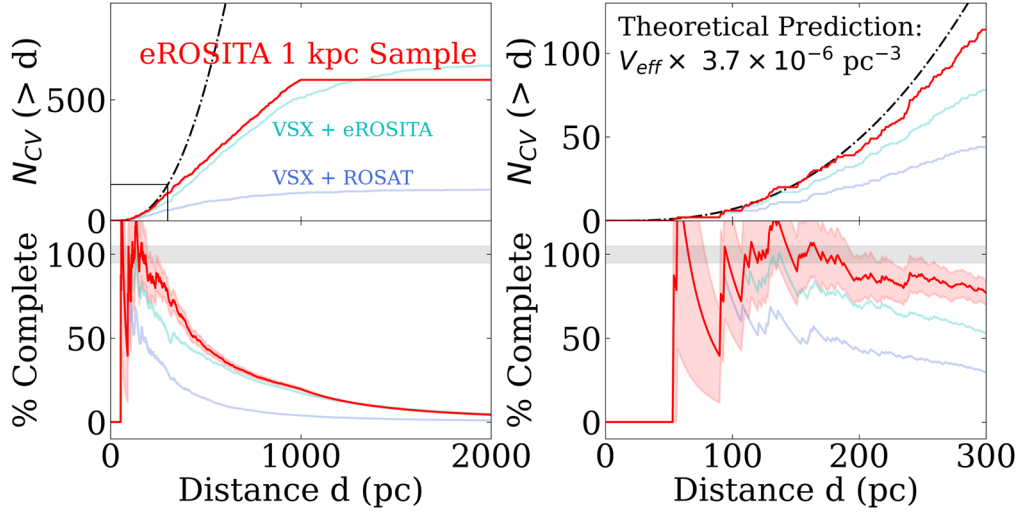 N_CV (> d)
500
0
eROSITA 1 kpc Sample
VSX + eROSITA
VSX + ROSAT
N_CV (> d)
100
50
0
Theoretical Prediction:
V_eff × 3.7 × 10⁻⁶ pc⁻³
% Complete
100
50
0
0
1000
2000
Distance d (pc)
% Complete
100
50
0
0
100
200
300
Distance d (pc)